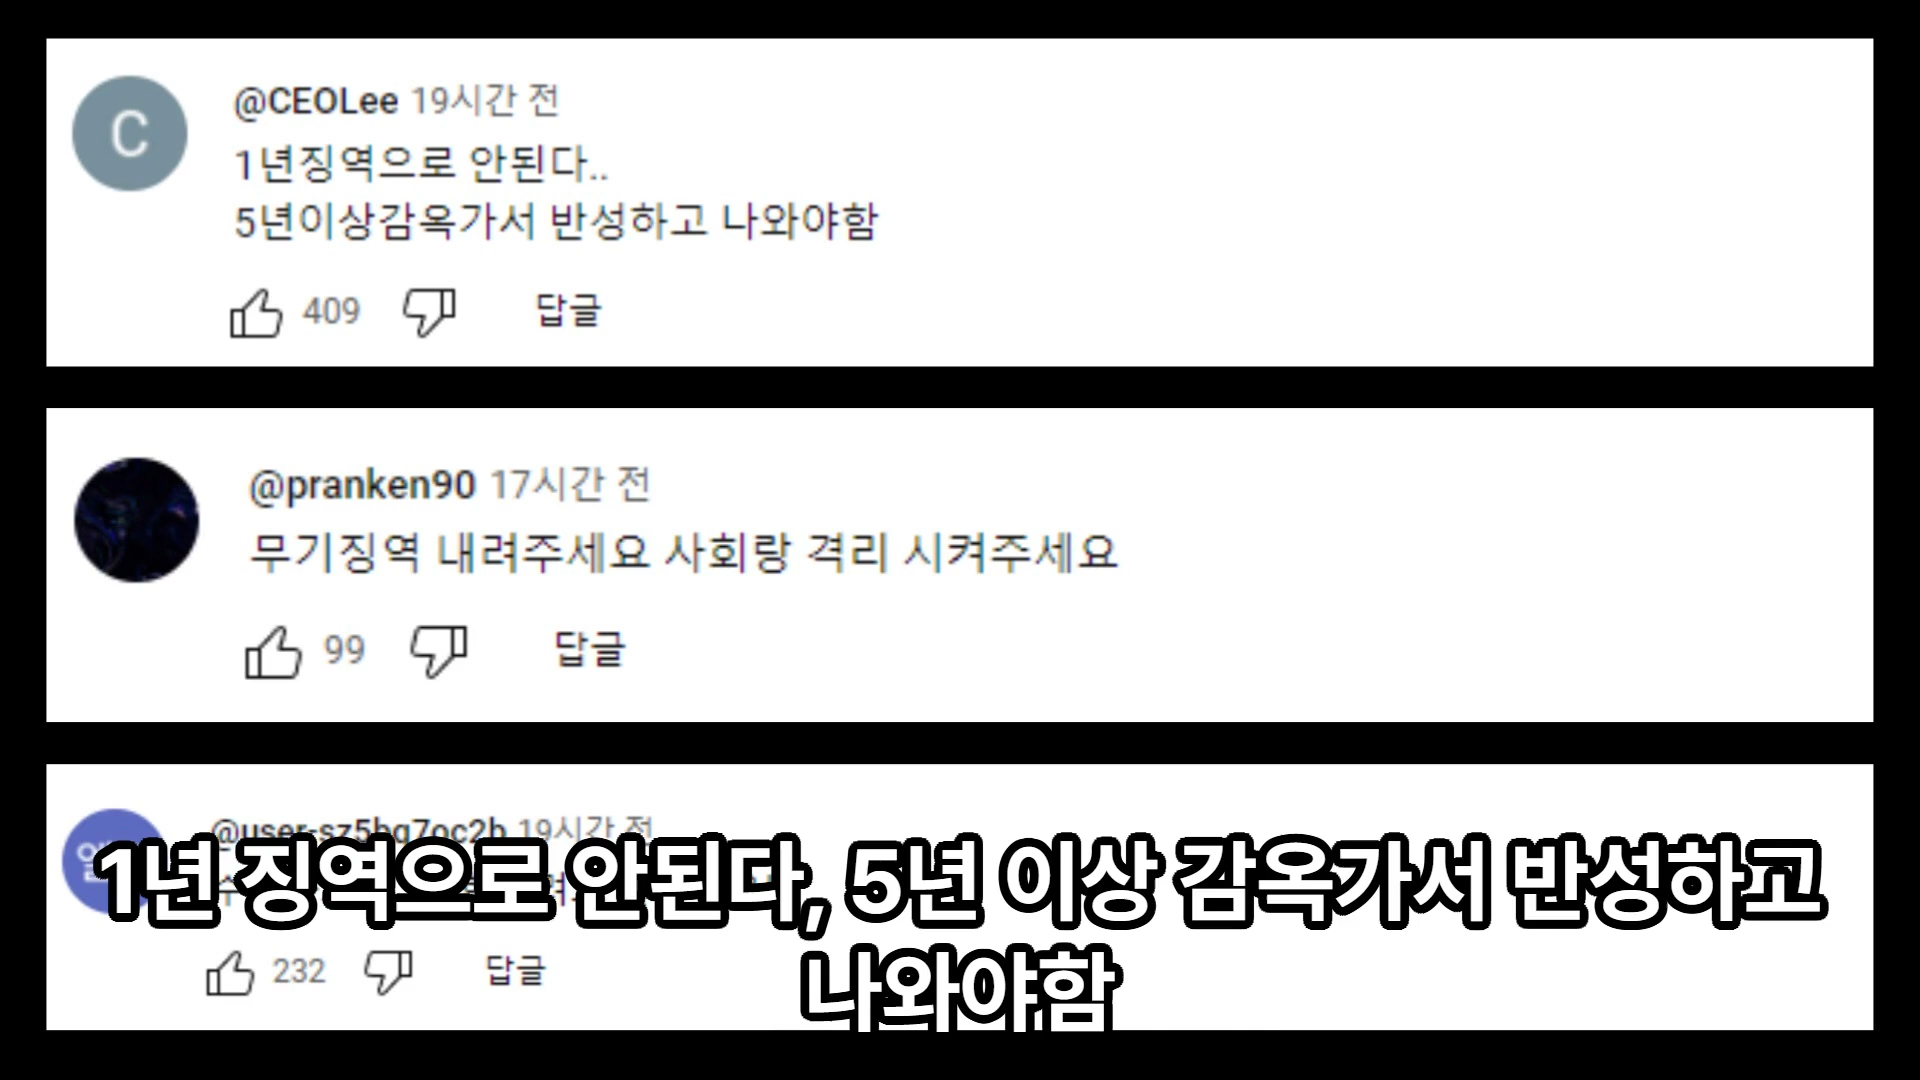 C
@CEOLee 19시간 전
1년징역으로 안된다..
5년이상감옥가서 반성하고 나와야함
409 답글
@pranken90 17시간 전
무기징역 내려주세요 사회랑 격리 시켜주세요
99 답글
@user-sz5bg7oc2b 19시간 전
1년 징역으로 안된다, 5년 이상 감옥가서 반성하고
나와야함
232 답글